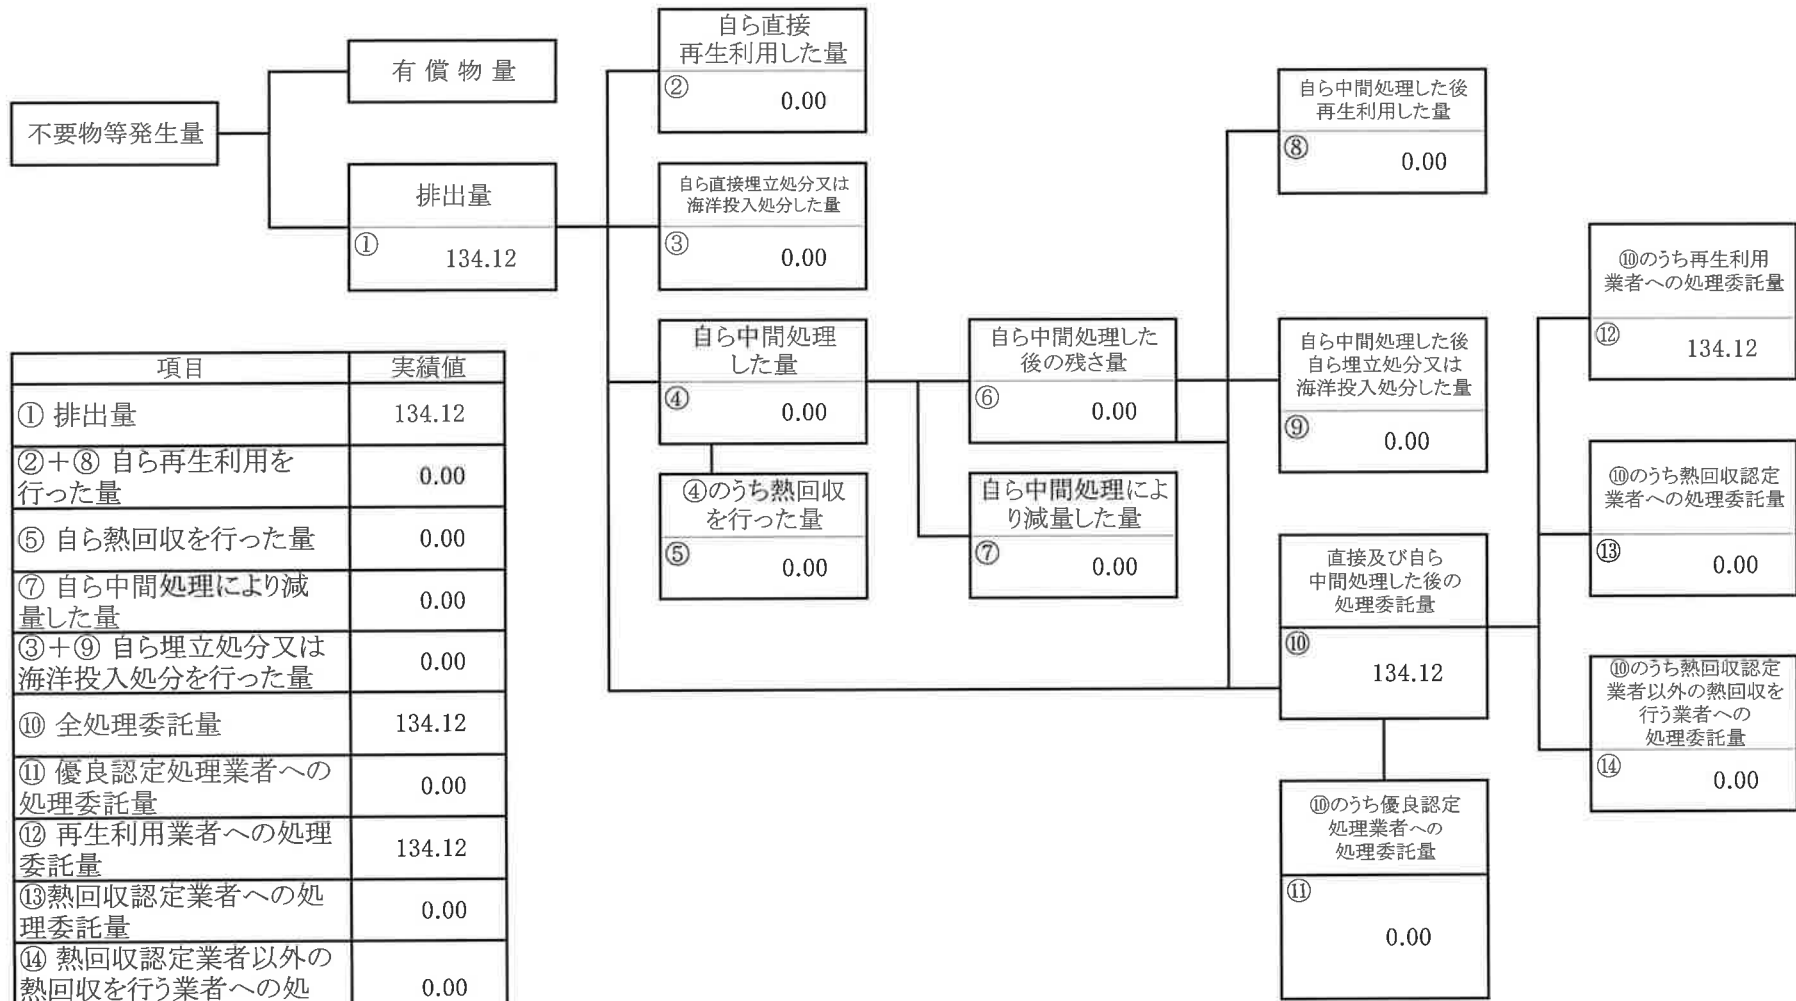 不要物等発生量
有償物量
排出量
①
134.12
自ら直接
再生利用した量
②
0.00
自ら直接埋立処分又は
海洋投入処分した量
③
0.00
自ら中間処理
した量
④
0.00
④のうち熱回収
を行った量
⑤
0.00
自ら中間処理した
後の残さ量
⑥
0.00
自ら中間処理によ
り減量した量
⑦
0.00
自ら中間処理した後
再生利用した量
⑧
0.00
自ら中間処理した後
自ら埋立処分又は
海洋投入処分した量
⑨
0.00
直接及び自ら
中間処理した後の
処理委託量
⑩
134.12
⑩のうち優良認定
処理業者への
処理委託量
⑪
0.00
⑩のうち再生利用
業者への処理委託量
⑫
134.12
⑩のうち熱回収認定
業者への処理委託量
⑬
0.00
⑩のうち熱回収認定
業者以外の熱回収を
行う業者への
処理委託量
⑭
0.00
項目 実績値
① 排出量 134.12
②+⑧ 自ら再生利用を
行った量 0.00
⑤ 自ら熱回収を行った量 0.00
⑦ 自ら中間処理により減
量した量 0.00
③+⑨ 自ら埋立処分又は
海洋投入処分を行った量 0.00
⑩ 全処理委託量 134.12
⑪ 優良認定処理業者への
処理委託量 0.00
⑫ 再生利用業者への処理
委託量 134.12
⑬熱回収認定業者への処
理委託量 0.00
⑭ 熱回収認定業者以外の
熱回収を行う業者への処 0.00